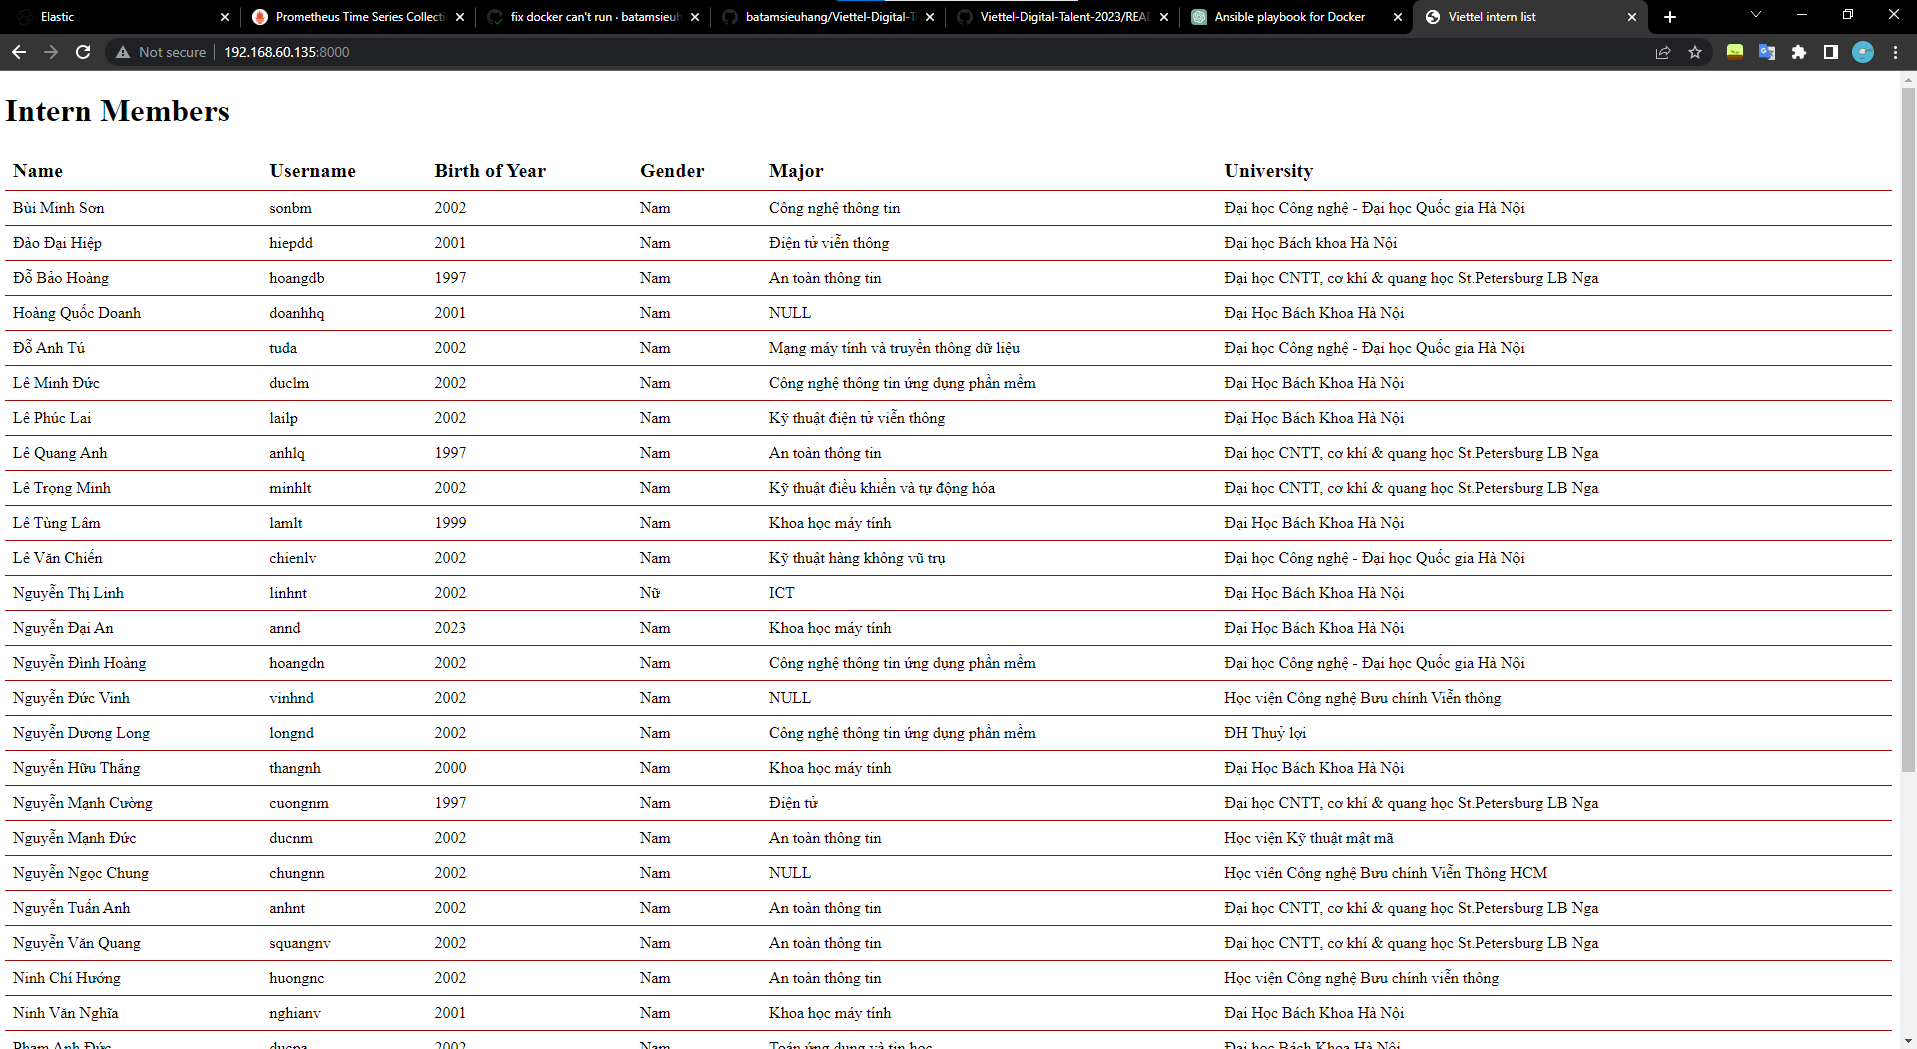 Elastic
Prometheus Time Series Collecti
fix docker can't run · batamsieuh
batamsieuhang/Viettel-Digital-T
Viettel-Digital-Talent-2023/REA
Ansible playbook for Docker
Viettel intern list
Not secure 192.168.60.135:8000
Intern Members
Name Username Birth of Year Gender Major University
Bùi Minh Sơn sonbm 2002 Nam Công nghệ thông tin Đại học Công nghệ - Đại học Quốc gia Hà Nội
Đào Đại Hiệp hiepdd 2001 Nam Điện tử viễn thông Đại học Bách khoa Hà Nội
Đỗ Bảo Hoàng hoangdb 1997 Nam An toàn thông tin Đại học CNTT, cơ khí & quang học St.Petersburg LB Nga
Hoàng Quốc Doanh doanhhq 2001 Nam NULL Đại Học Bách Khoa Hà Nội
Đỗ Anh Tú tuda 2002 Nam Mạng máy tính và truyền thông dữ liệu Đại học Công nghệ - Đại học Quốc gia Hà Nội
Lê Minh Đức duclm 2002 Nam Công nghệ thông tin ứng dụng phần mềm Đại Học Bách Khoa Hà Nội
Lê Phúc Lai lailp 2002 Nam Kỹ thuật điện tử viễn thông Đại Học Bách Khoa Hà Nội
Lê Quang Anh anhlq 1997 Nam An toàn thông tin Đại học CNTT, cơ khí & quang học St.Petersburg LB Nga
Lê Trọng Minh minhlt 2002 Nam Kỹ thuật điều khiển và tự động hóa Đại học CNTT, cơ khí & quang học St.Petersburg LB Nga
Lê Tùng Lâm lamlt 1999 Nam Khoa học máy tính Đại Học Bách Khoa Hà Nội
Lê Văn Chiến chienlv 2002 Nam Kỹ thuật hàng không vũ trụ Đại học Công nghệ - Đại học Quốc gia Hà Nội
Nguyễn Thị Linh linhnt 2002 Nữ ICT Đại Học Bách Khoa Hà Nội
Nguyễn Đại An annd 2023 Nam Khoa học máy tính Đại Học Bách Khoa Hà Nội
Nguyễn Đình Hoàng hoangdn 2002 Nam Công nghệ thông tin ứng dụng phần mềm Đại học Công nghệ - Đại học Quốc gia Hà Nội
Nguyễn Đức Vinh vinhnd 2002 Nam NULL Học viện Công nghệ Bưu chính Viễn thông
Nguyễn Dương Long longnd 2002 Nam Công nghệ thông tin ứng dụng phần mềm ĐH Thuỷ lợi
Nguyễn Hữu Thắng thangnh 2000 Nam Khoa học máy tính Đại Học Bách Khoa Hà Nội
Nguyễn Mạnh Cường cuongnm 1997 Nam Điện tử Đại học CNTT, cơ khí & quang học St.Petersburg LB Nga
Nguyễn Mạnh Đức ducnm 2002 Nam An toàn thông tin Học viện Kỹ thuật mật mã
Nguyễn Ngọc Chung chungnn 2002 Nam NULL Học viên Công nghệ Bưu chính Viễn Thông HCM
Nguyễn Tuấn Anh anhnt 2002 Nam An toàn thông tin Đại học CNTT, cơ khí & quang học St.Petersburg LB Nga
Nguyễn Văn Quang squangnv 2002 Nam An toàn thông tin Đại học CNTT, cơ khí & quang học St.Petersburg LB Nga
Ninh Chí Hướng huongnc 2002 Nam An toàn thông tin Học viện Công nghệ Bưu chính viễn thông
Ninh Văn Nghĩa nghianv 2001 Nam Khoa học máy tính Đại Học Bách Khoa Hà Nội
Phạm Anh Đức ducpa 2002 Nam Toán ứng dụng và tin học Đại học Bách Khoa Hà Nội